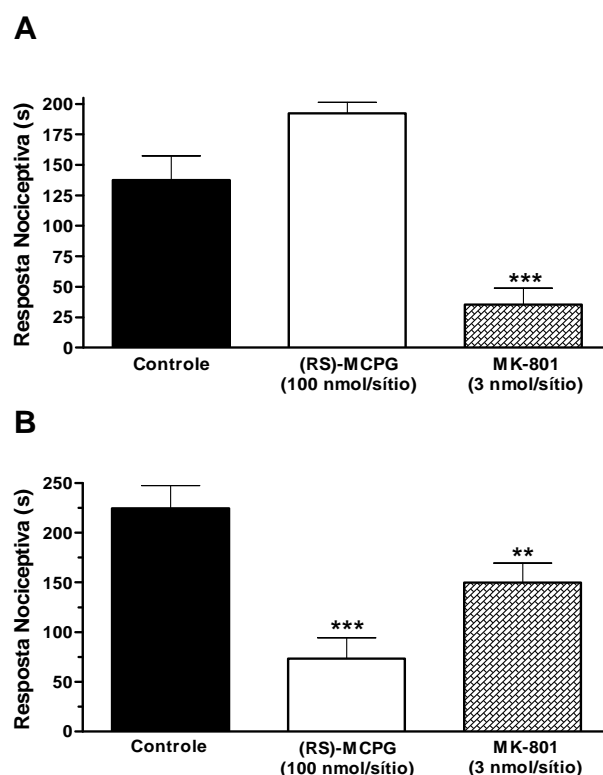 A
Resposta Nociceptiva (s)
200
175
150
125
100
75
50
25
0
***
Controle
(RS)-MCPG
(100 nmol/sítio)
MK-801
(3 nmol/sítio)
B
Resposta Nociceptiva (s)
250
200
150
100
50
0
***
**
Controle
(RS)-MCPG
(100 nmol/sítio)
MK-801
(3 nmol/sítio)